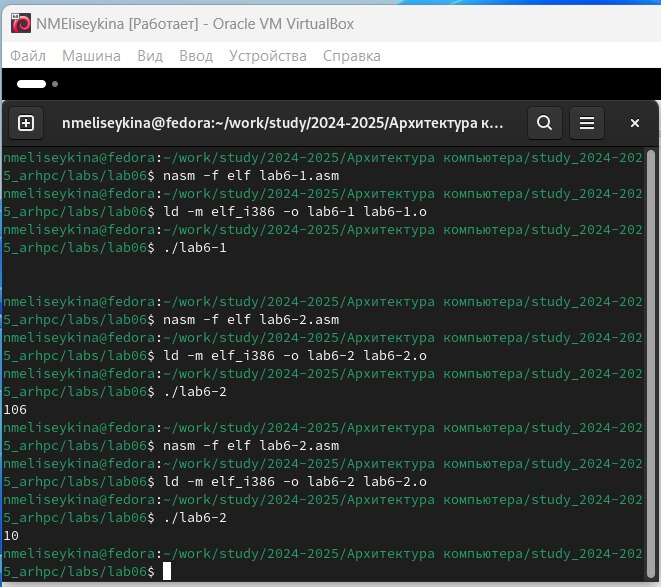 NMEliseykina [Работает] - Oracle VM VirtualBox
Файл Машина Вид Ввод Устройства Справка
nmeliseykina@fedora:~/work/study/2024-2025/Архитектура к...
nmeliseykina@fedora:~/work/study/2024-2025/Архитектура компьютера/study_2024-202
5_arhpc/labs/lab06$ nasm -f elf lab6-1.asm
nmeliseykina@fedora:~/work/study/2024-2025/Архитектура компьютера/study_2024-202
5_arhpc/labs/lab06$ ld -m elf_i386 -o lab6-1 lab6-1.o
nmeliseykina@fedora:~/work/study/2024-2025/Архитектура компьютера/study_2024-202
5_arhpc/labs/lab06$ ./lab6-1
nmeliseykina@fedora:~/work/study/2024-2025/Архитектура компьютера/study_2024-202
5_arhpc/labs/lab06$ nasm -f elf lab6-2.asm
nmeliseykina@fedora:~/work/study/2024-2025/Архитектура компьютера/study_2024-202
5_arhpc/labs/lab06$ ld -m elf_i386 -o lab6-2 lab6-2.o
nmeliseykina@fedora:~/work/study/2024-2025/Архитектура компьютера/study_2024-202
5_arhpc/labs/lab06$ ./lab6-2
106
nmeliseykina@fedora:~/work/study/2024-2025/Архитектура компьютера/study_2024-202
5_arhpc/labs/lab06$ nasm -f elf lab6-2.asm
nmeliseykina@fedora:~/work/study/2024-2025/Архитектура компьютера/study_2024-202
5_arhpc/labs/lab06$ ld -m elf_i386 -o lab6-2 lab6-2.o
nmeliseykina@fedora:~/work/study/2024-2025/Архитектура компьютера/study_2024-202
5_arhpc/labs/lab06$ ./lab6-2
10
nmeliseykina@fedora:~/work/study/2024-2025/Архитектура компьютера/study_2024-202
5_arhpc/labs/lab06$